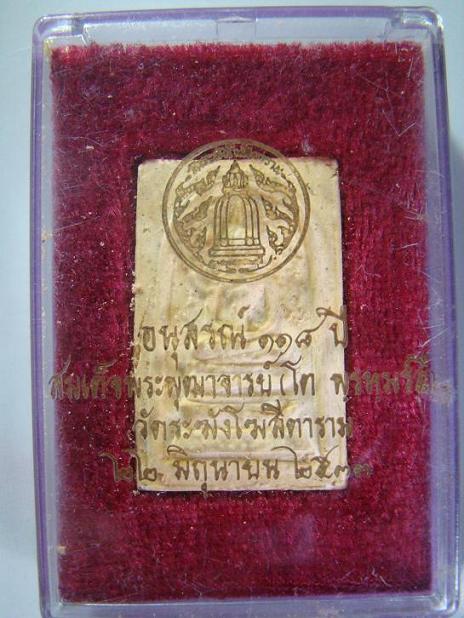 อนุสรณ์ ๑๑๘ ปี
สมเด็จพระพุฒาจารย์ (โต พฺรหฺมรํสี)
วัดระฆังโฆสิตาราม
๒๒ มิถุนายน ๒๕๓๓